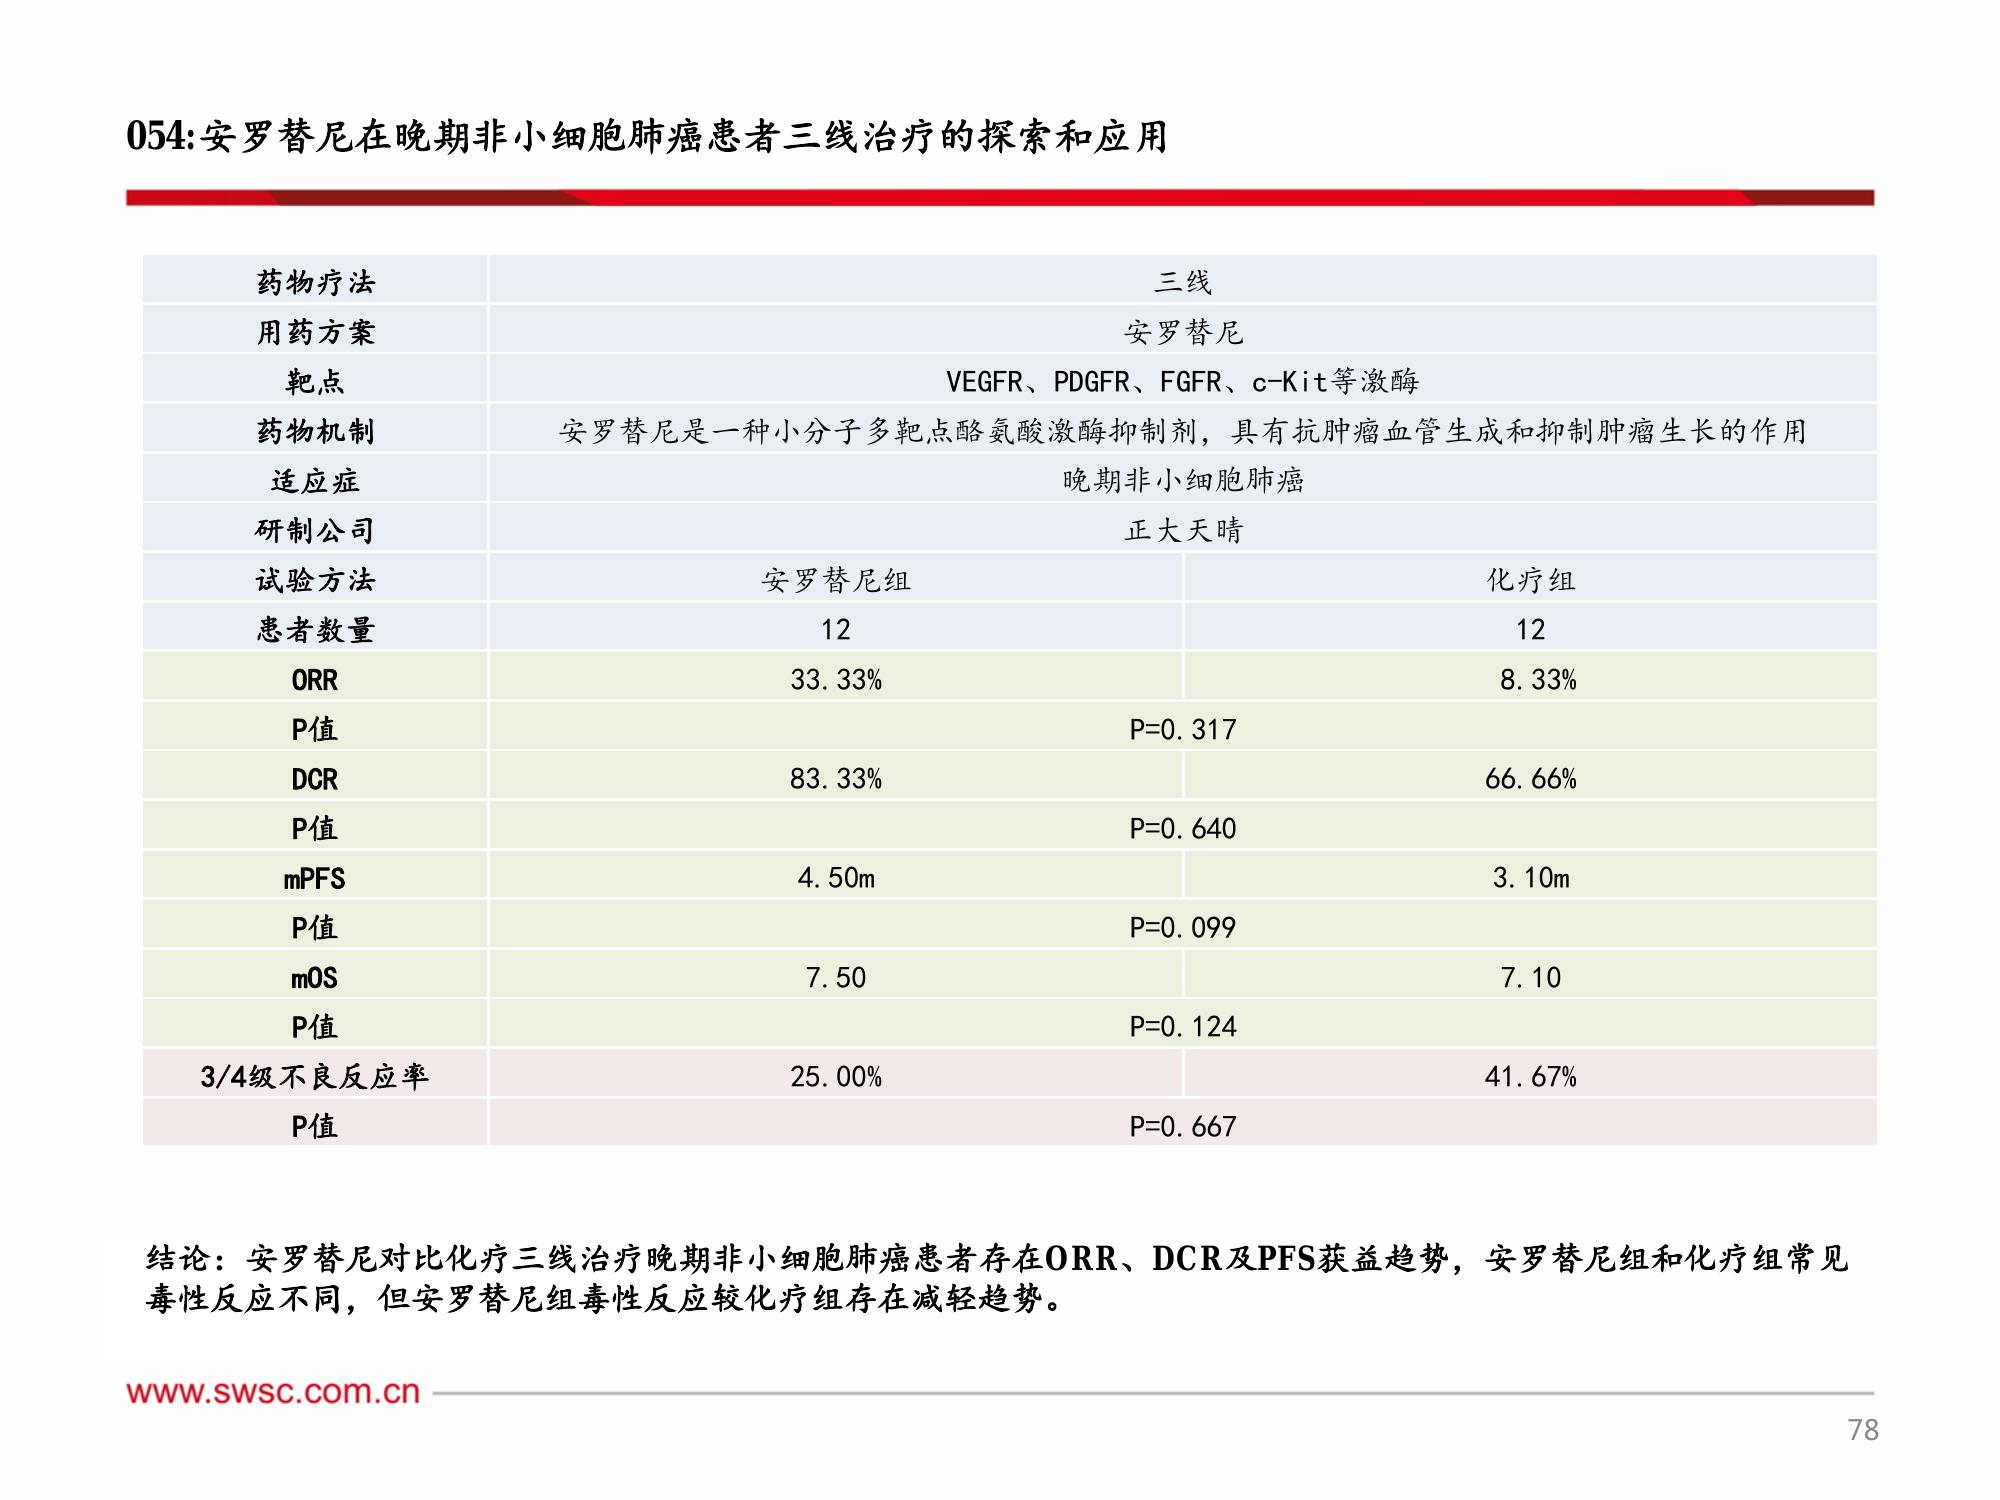 054:安罗替尼在晚期非小细胞肺癌患者三线治疗的探索和应用
药物疗法 三线
用药方案 安罗替尼
靶点 VEGFR、PDGFR、FGFR、c-Kit等激酶
药物机制 安罗替尼是一种小分子多靶点酪氨酸激酶抑制剂，具有抗肿瘤血管生成和抑制肿瘤生长的作用
适应症 晚期非小细胞肺癌
研制公司 正大天晴
试验方法 安罗替尼组 化疗组
患者数量 12 12
ORR 33.33% 8.33%
P值 P=0.317
DCR 83.33% 66.66%
P值 P=0.640
mPFS 4.50m 3.10m
P值 P=0.099
mOS 7.50 7.10
P值 P=0.124
3/4级不良反应率 25.00% 41.67%
P值 P=0.667
结论：安罗替尼对比化疗三线治疗晚期非小细胞肺癌患者存在ORR、DCR及PFS获益趋势，安罗替尼组和化疗组常见
毒性反应不同，但安罗替尼组毒性反应较化疗组存在减轻趋势。
www.swsc.com.cn
78